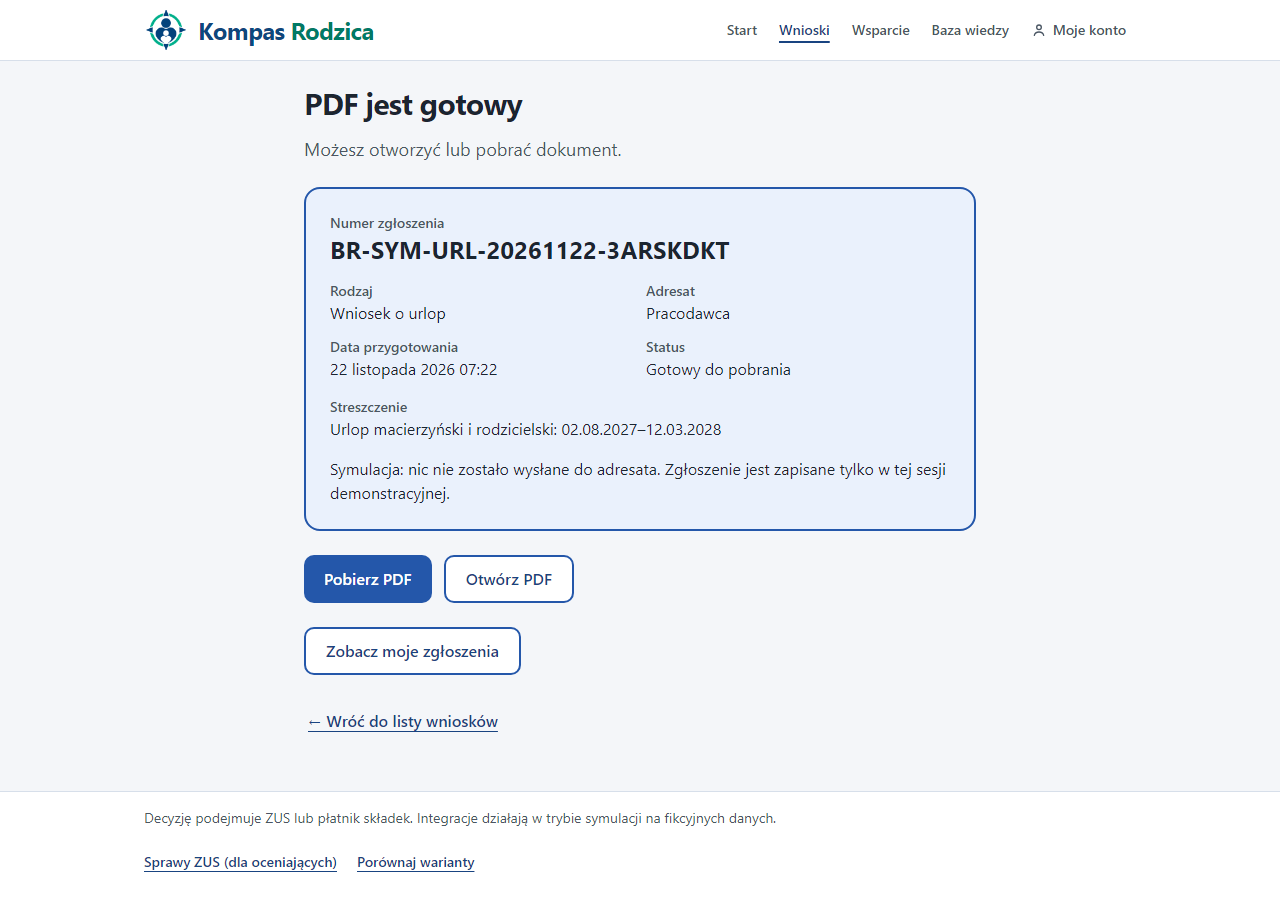 Kompas Rodzica
Start
Wnioski
Wsparcie
Baza wiedzy
Moje konto
PDF jest gotowy
Możesz otworzyć lub pobrać dokument.
Numer zgłoszenia
BR-SYM-URL-20261122-3ARSKDKT
Rodzaj
Wniosek o urlop
Adresat
Pracodawca
Data przygotowania
22 listopada 2026 07:22
Status
Gotowy do pobrania
Streszczenie
Urlop macierzyński i rodzicielski: 02.08.2027–12.03.2028
Symulacja: nic nie zostało wysłane do adresata. Zgłoszenie jest zapisane tylko w tej sesji
demonstracyjnej.
Pobierz PDF
Otwórz PDF
Zobacz moje zgłoszenia
← Wróć do listy wniosków
Decyzję podejmuje ZUS lub płatnik składek. Integracje działają w trybie symulacji na fikcyjnych danych.
Sprawy ZUS (dla oceniających)
Porównaj warianty